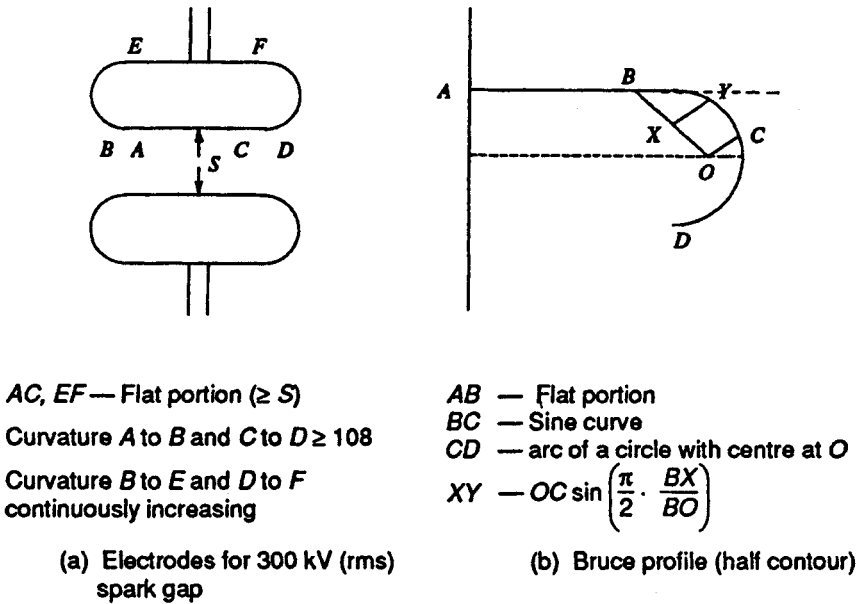 E F
B A C D
S
A B Y
X C
O
D
AC, EF — Flat portion (≥ S)
Curvature A to B and C to D ≥ 108
Curvature B to E and D to F
continuously increasing
(a) Electrodes for 300 kV (rms)
spark gap
AB — Flat portion
BC — Sine curve
CD — arc of a circle with centre at O
XY — OC sin (π/2 · BX/BO)
(b) Bruce profile (half contour)